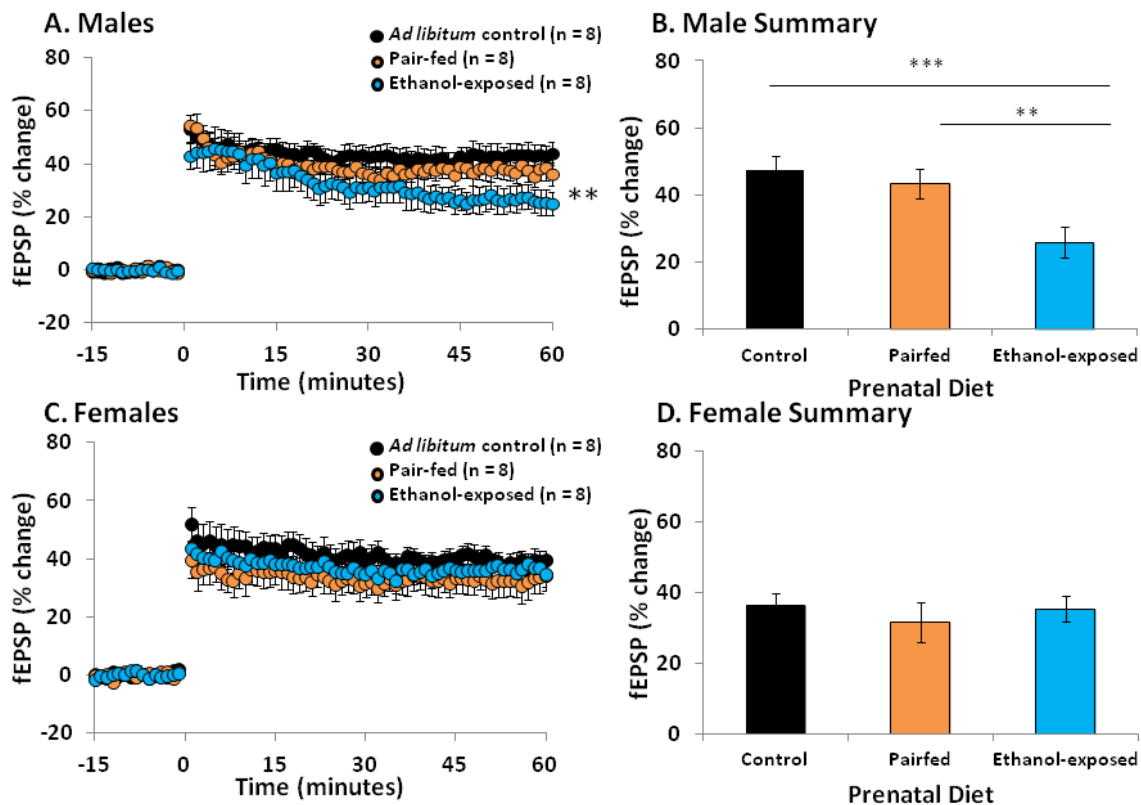 A. Males
Ad libitum control (n = 8)
Pair-fed (n = 8)
Ethanol-exposed (n = 8)
fEPSP (% change)
80
60
40
20
0
-20
**
-15
0
15
30
45
60
Time (minutes)
B. Male Summary
***
**
fEPSP (% change)
80
60
40
20
0
Control
Pairfed
Ethanol-exposed
Prenatal Diet
C. Females
Ad libitum control (n = 8)
Pair-fed (n = 8)
Ethanol-exposed (n = 8)
fEPSP (% change)
80
60
40
20
0
-20
-15
0
15
30
45
60
Time (minutes)
D. Female Summary
fEPSP (% change)
80
60
40
20
0
Control
Pairfed
Ethanol-exposed
Prenatal Diet